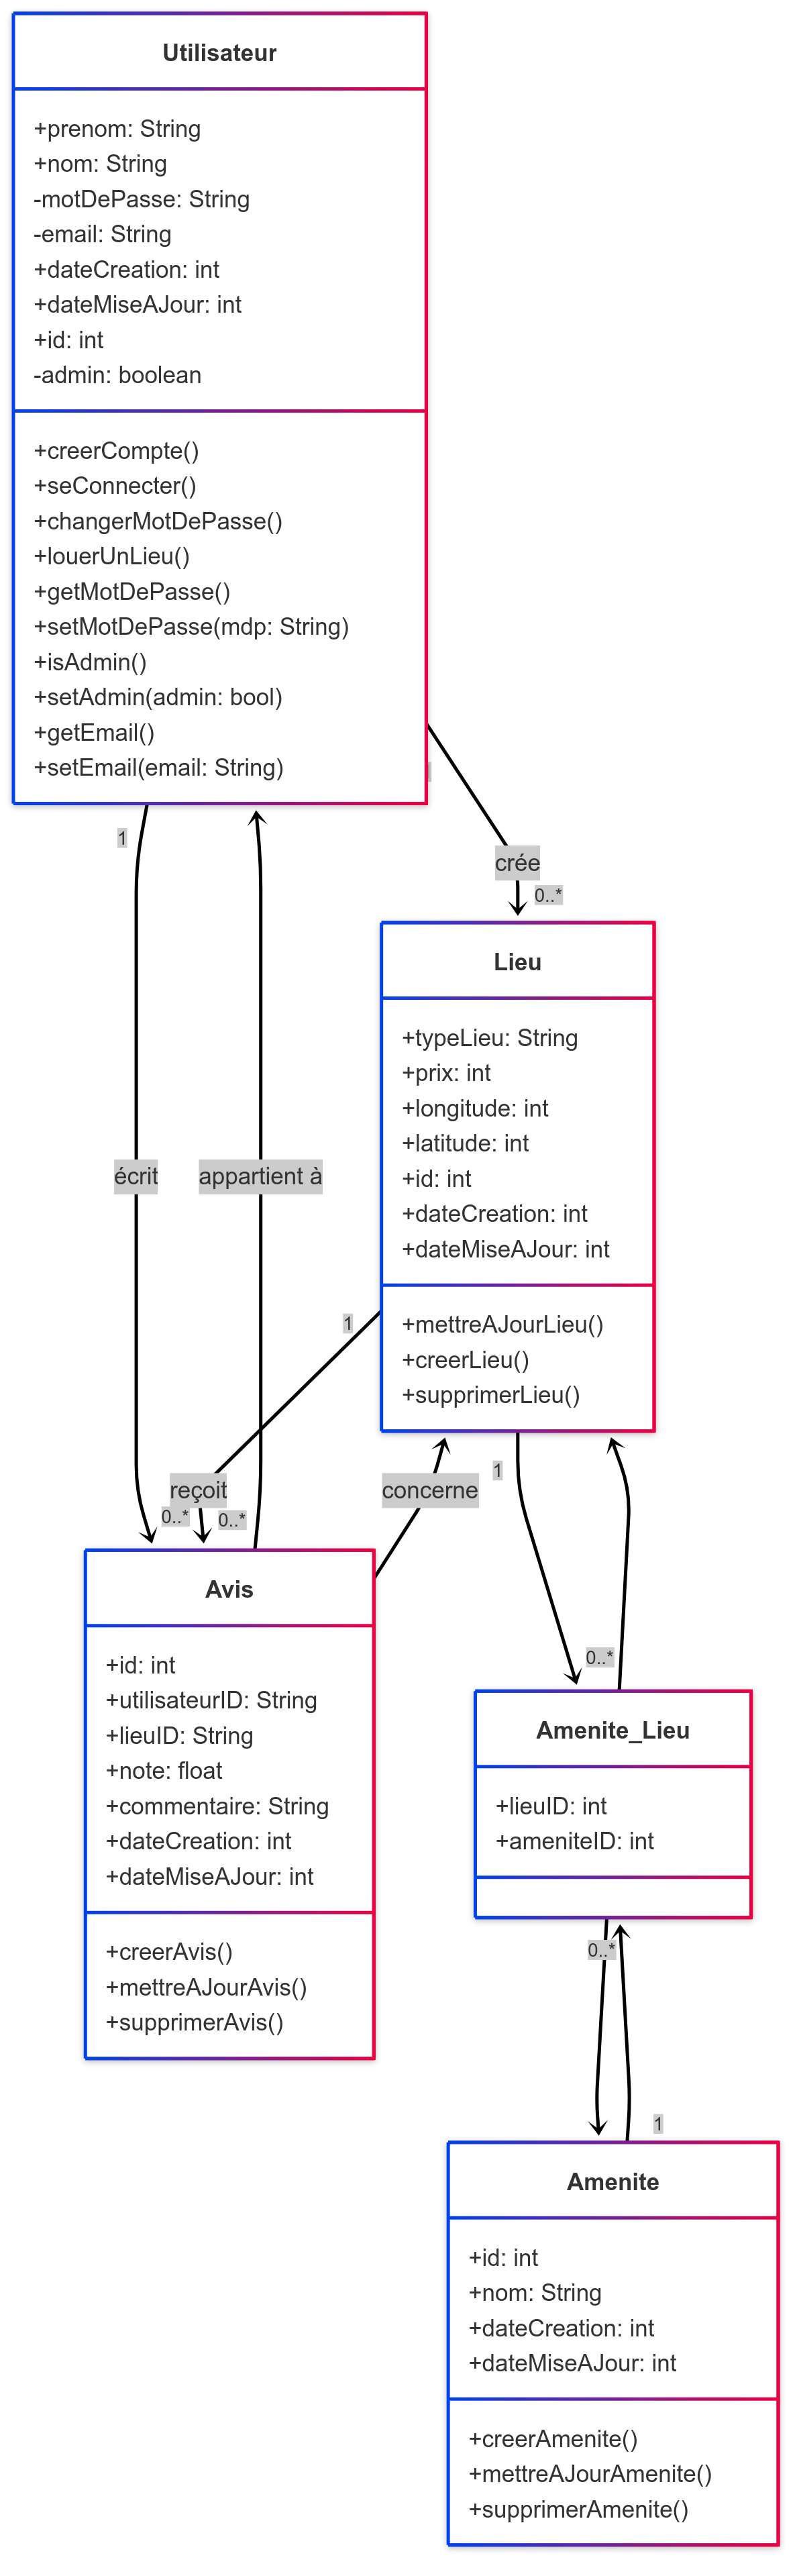 Utilisateur
+prenom: String
+nom: String
-motDePasse: String
-email: String
+dateCreation: int
+dateMiseAJour: int
+id: int
-admin: boolean
+creerCompte()
+seConnecter()
+changerMotDePasse()
+louerUnLieu()
+getMotDePasse()
+setMotDePasse(mdp: String)
+isAdmin()
+setAdmin(admin: bool)
+getEmail()
+setEmail(email: String)
1
crée
0..*
Lieu
+typeLieu: String
+prix: int
+longitude: int
+latitude: int
+id: int
+dateCreation: int
+dateMiseAJour: int
+mettreAJourLieu()
+creerLieu()
+supprimerLieu()
écrit
appartient à
1
reçoit
concerne
1
0..*
0..*
Avis
+id: int
+utilisateurID: String
+lieuID: String
+note: float
+commentaire: String
+dateCreation: int
+dateMiseAJour: int
+creerAvis()
+mettreAJourAvis()
+supprimerAvis()
0..*
Amenite_Lieu
+lieuID: int
+ameniteID: int
0..*
1
Amenite
+id: int
+nom: String
+dateCreation: int
+dateMiseAJour: int
+creerAmenite()
+mettreAJourAmenite()
+supprimerAmenite()